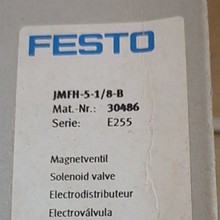 FESTO
JMFH-5-1/8-B
Mat.-Nr.: 30486
Serie: E255
Magnetventil
Solenoid valve
Electrodistributeur
Electroválvula